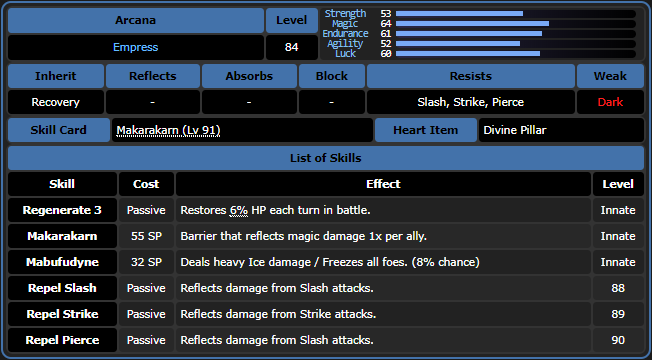 Arcana Level
Empress 84
Strength 53
Magic 64
Endurance 61
Agility 52
Luck 60
Inherit Reflects Absorbs Block Resists Weak
Recovery - - - Slash, Strike, Pierce Dark
Skill Card Makarakarn (Lv 91) Heart Item Divine Pillar
List of Skills
Skill Cost Effect Level
Regenerate 3 Passive Restores 6% HP each turn in battle. Innate
Makarakarn 55 SP Barrier that reflects magic damage 1x per ally. Innate
Mabufudyne 32 SP Deals heavy Ice damage / Freezes all foes. (8% chance) Innate
Repel Slash Passive Reflects damage from Slash attacks. 88
Repel Strike Passive Reflects damage from Strike attacks. 89
Repel Pierce Passive Reflects damage from Slash attacks. 90